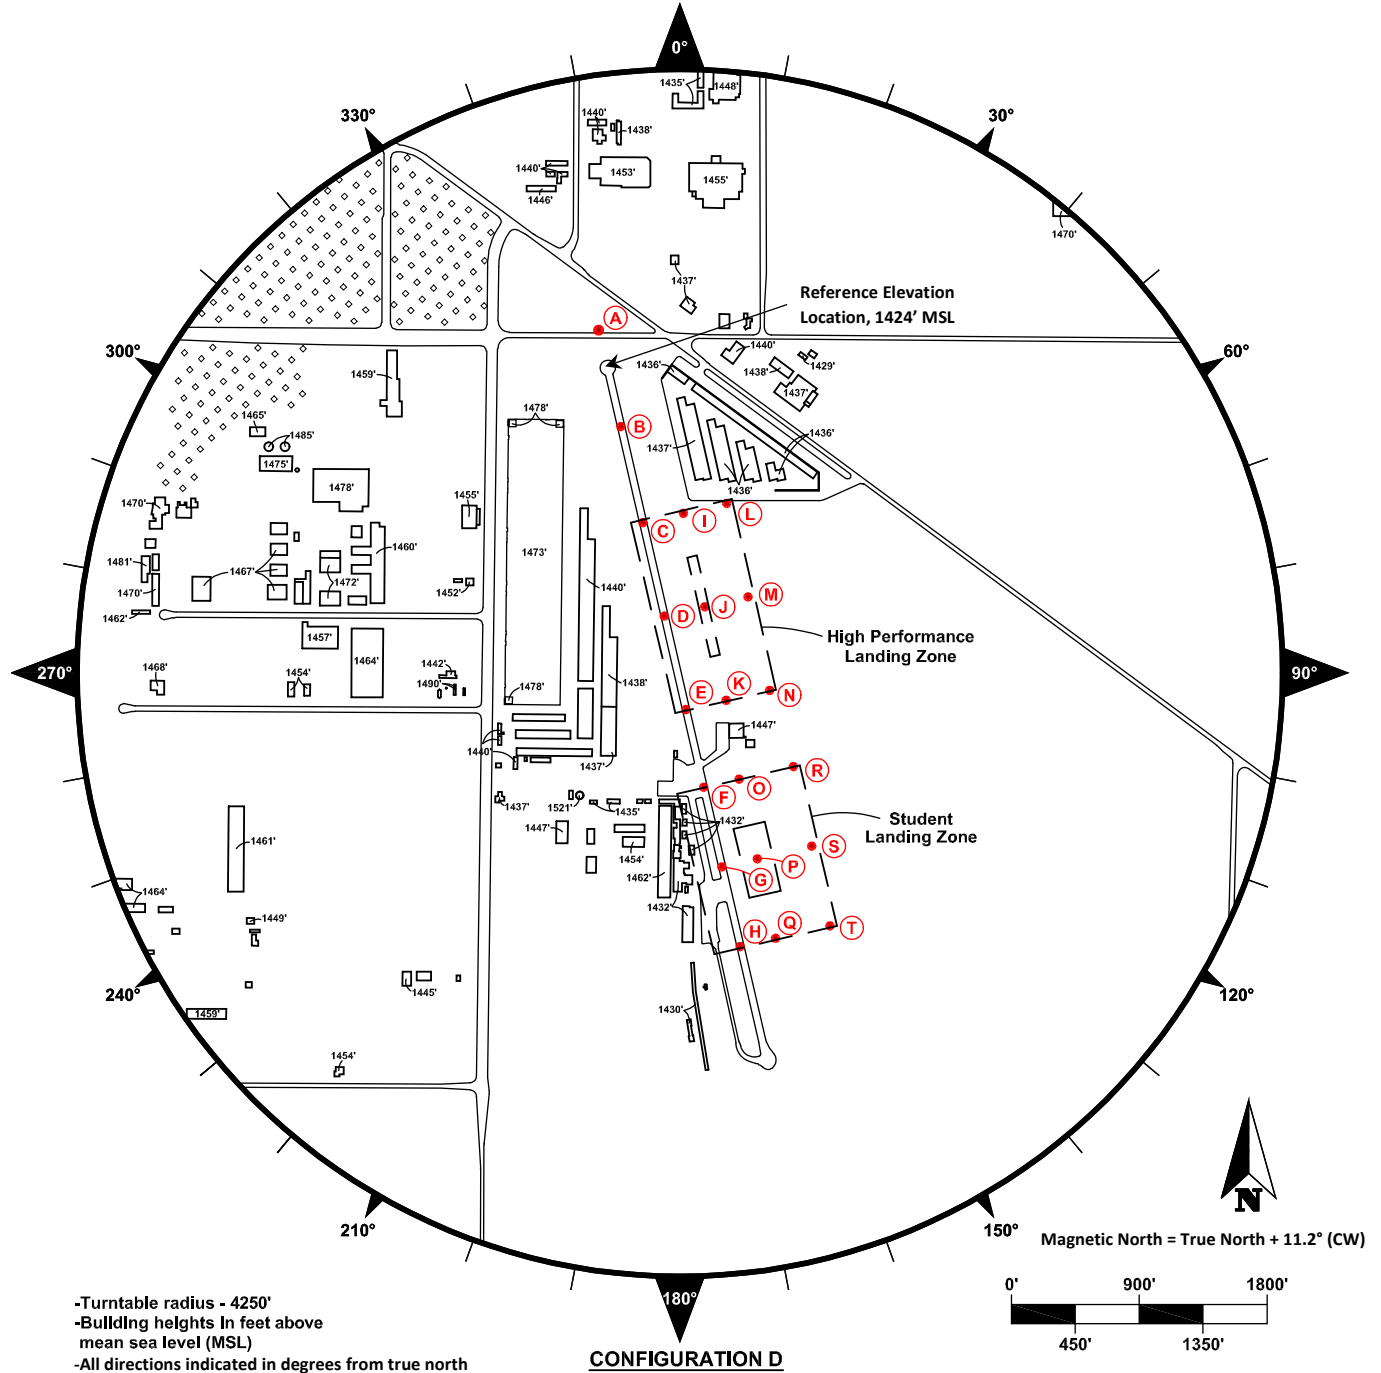 0°
1435'
1448'
330°
30°
1440'
1438'
1440'
1453'
1455'
1446'
1470'
1437'
Reference Elevation
Location, 1424' MSL
A
300°
60°
1459'
1436'
1440'
1429'
1438'
1437'
1465'
1478'
B
1436'
1485'
1437'
1475'
1478'
1436'
1470'
1455'
L
I
C
1460'
1473'
1481'
1467'
1472'
1440'
1470'
1452'
M
J
D
1462'
High Performance
Landing Zone
1457'
1464'
1442'
270°
90°
1468'
1454'
1490'
1478'
1438'
K
E
N
1447'
1440'
1437'
R
O
F
1437'
1521'
1435'
1432'
Student
Landing Zone
1447'
1461'
1454'
S
P
G
1462'
1464'
1432'
1449'
H
Q
T
240°
1445'
120°
1430'
1459'
1454'
N
210°
150°
Magnetic North = True North + 11.2° (CW)
0'
900'
1800'
450'
1350'
180°
-Turntable radius - 4250'
-Building heights in feet above
mean sea level (MSL)
-All directions indicated in degrees from true north
CONFIGURATION D